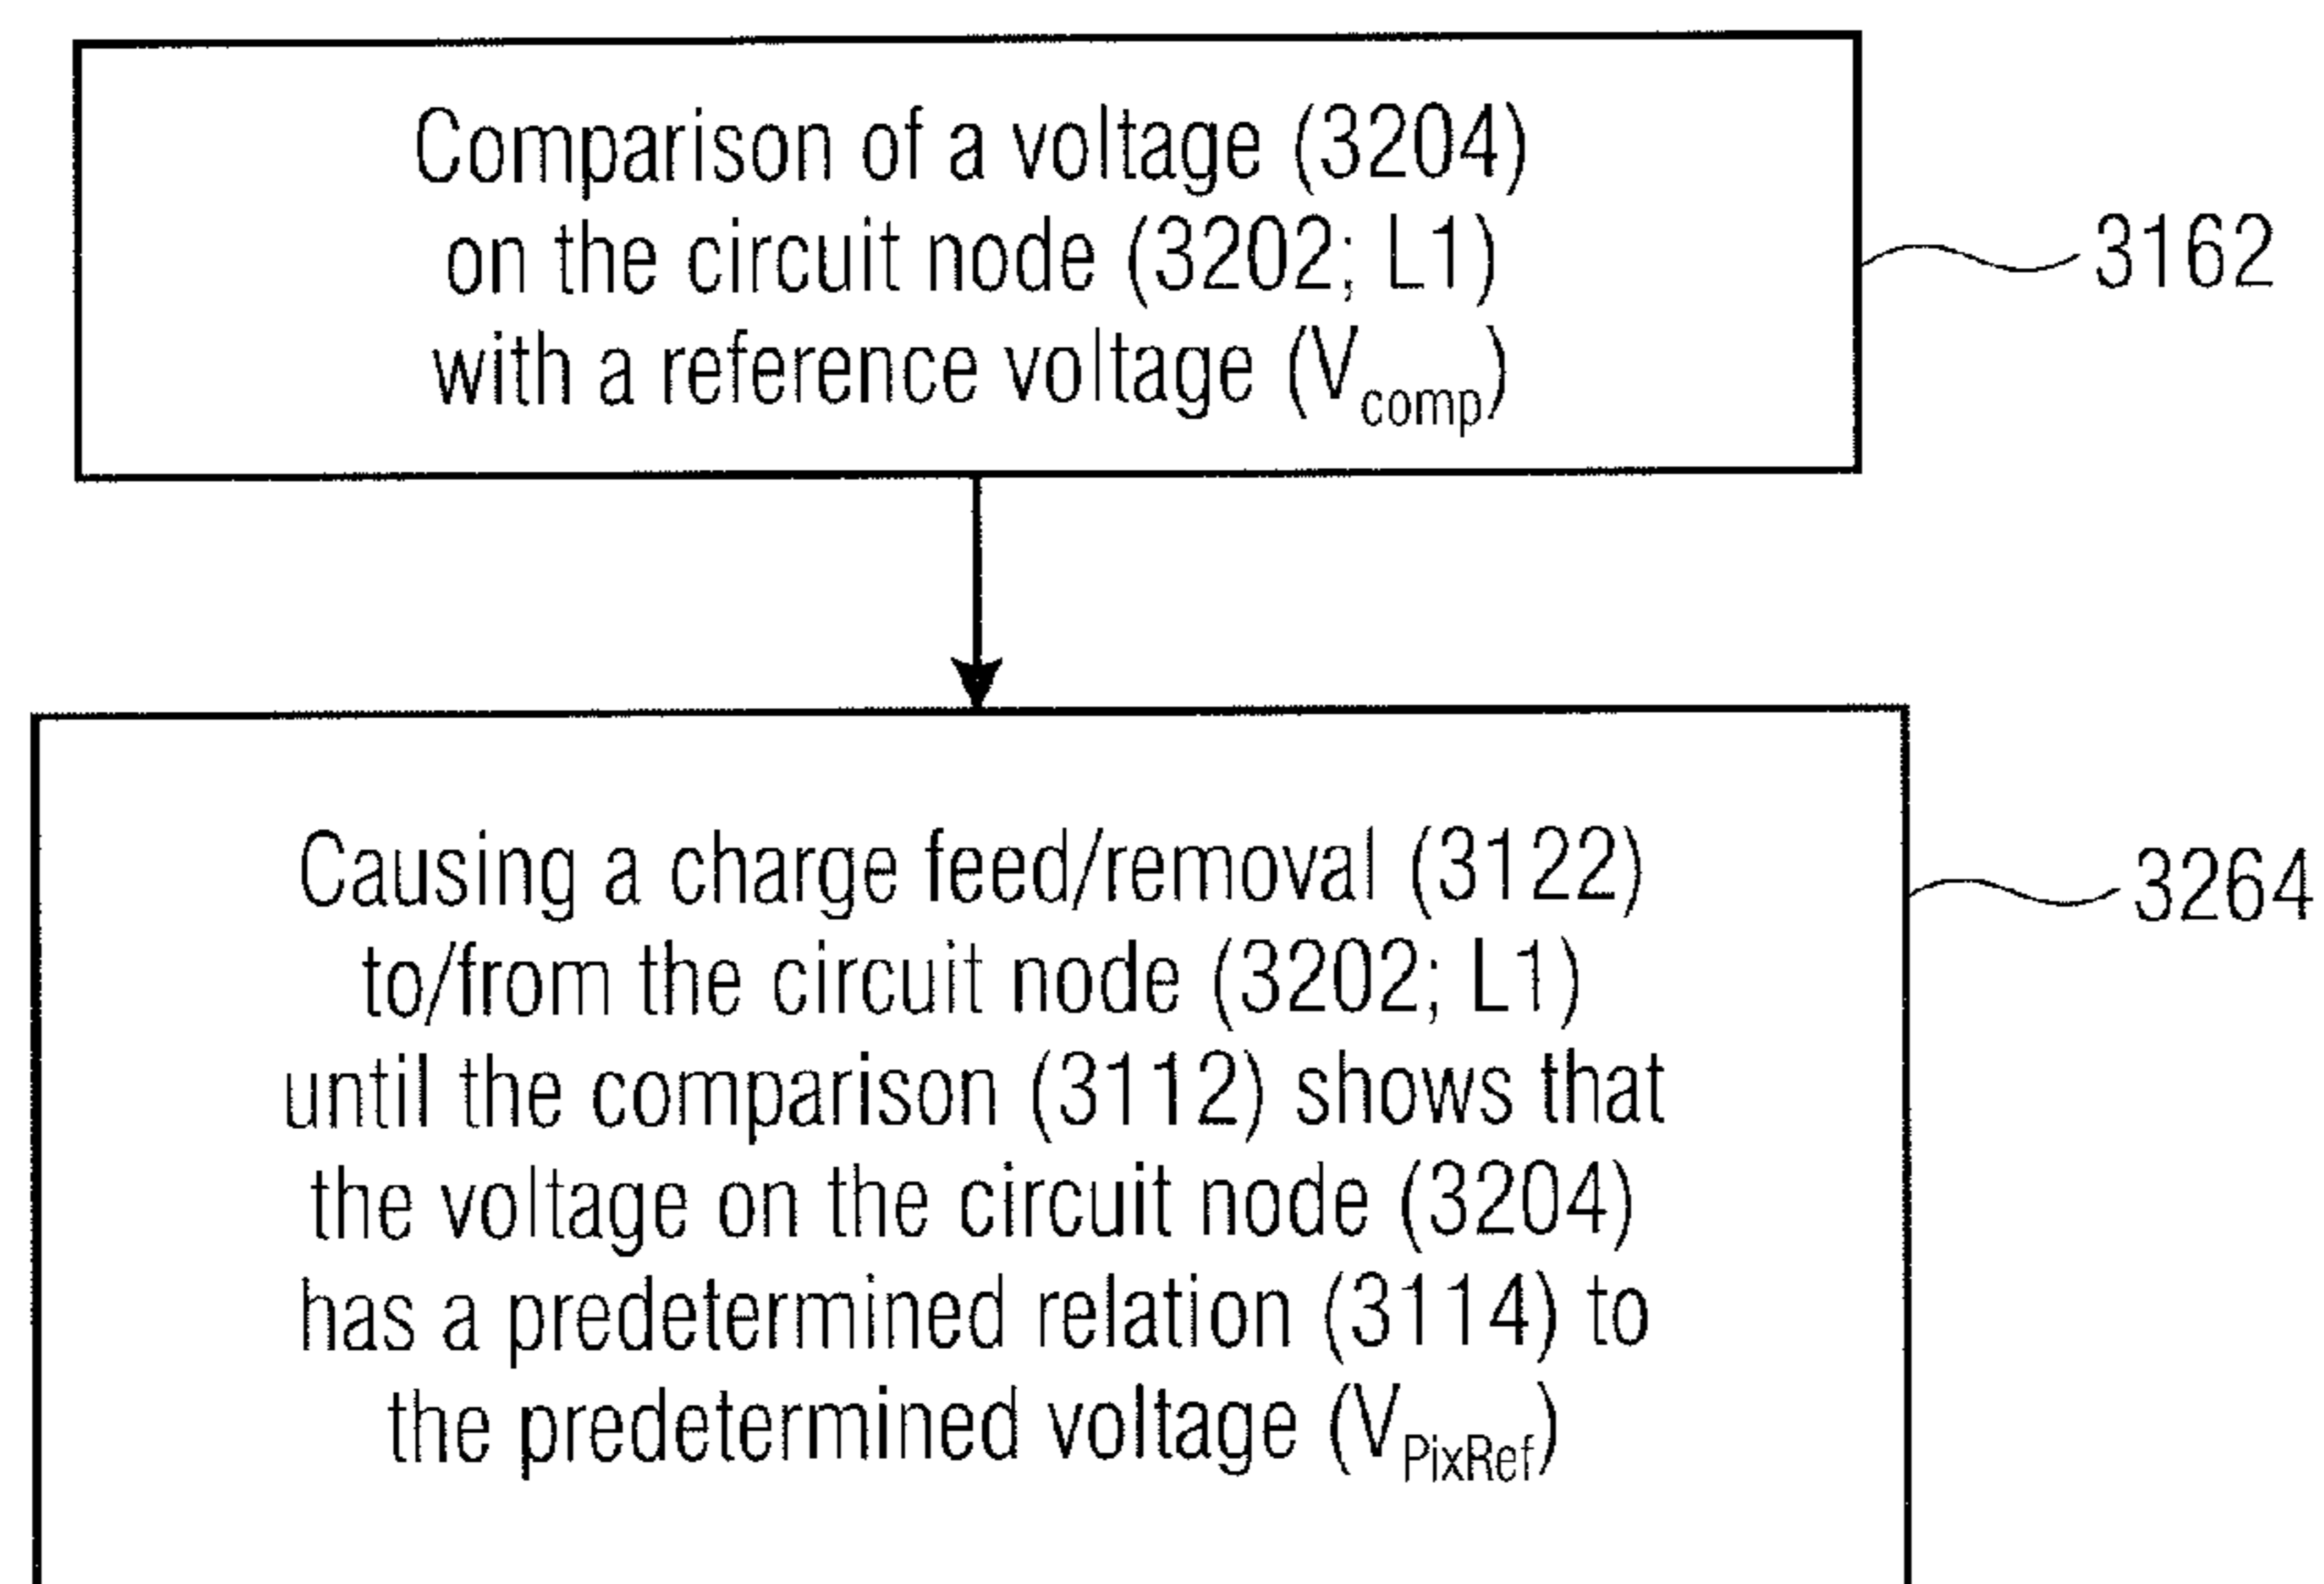 Comparison of a voltage (3204)
on the circuit node (3202; L1)
with a reference voltage (V_comp)
3162
Causing a charge feed/removal (3122)
to/from the circuit node (3202; L1)
until the comparison (3112) shows that
the voltage on the circuit node (3204)
has a predetermined relation (3114) to
the predetermined voltage (V_PixRef)
3264